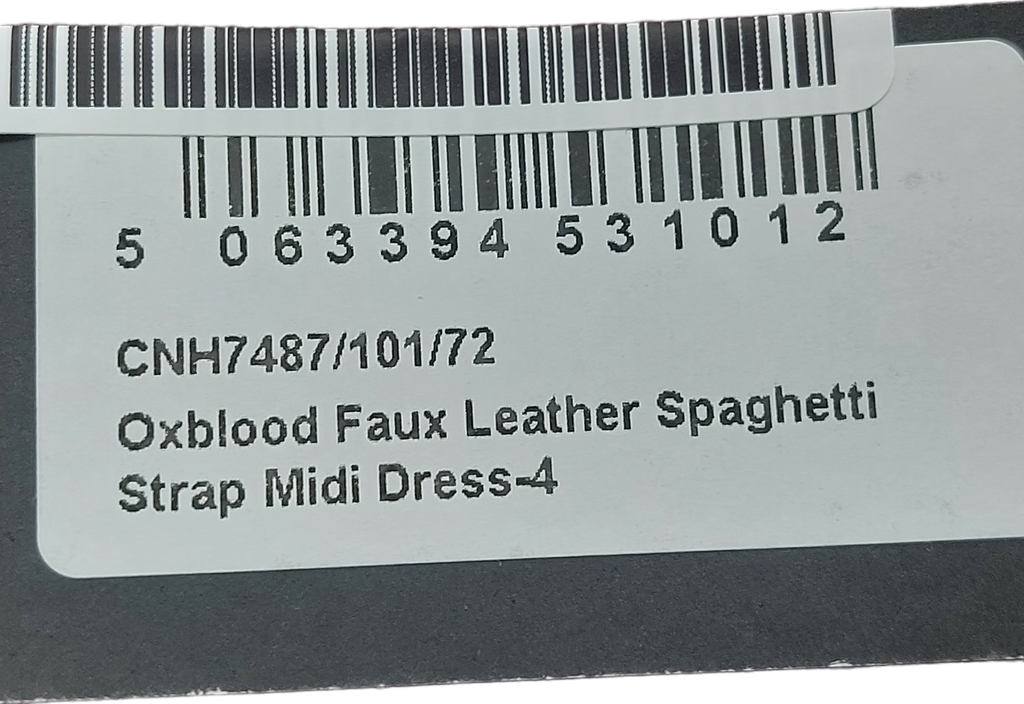 5 063394 531012
CNH7487/101/72
Oxblood Faux Leather Spaghetti
Strap Midi Dress-4